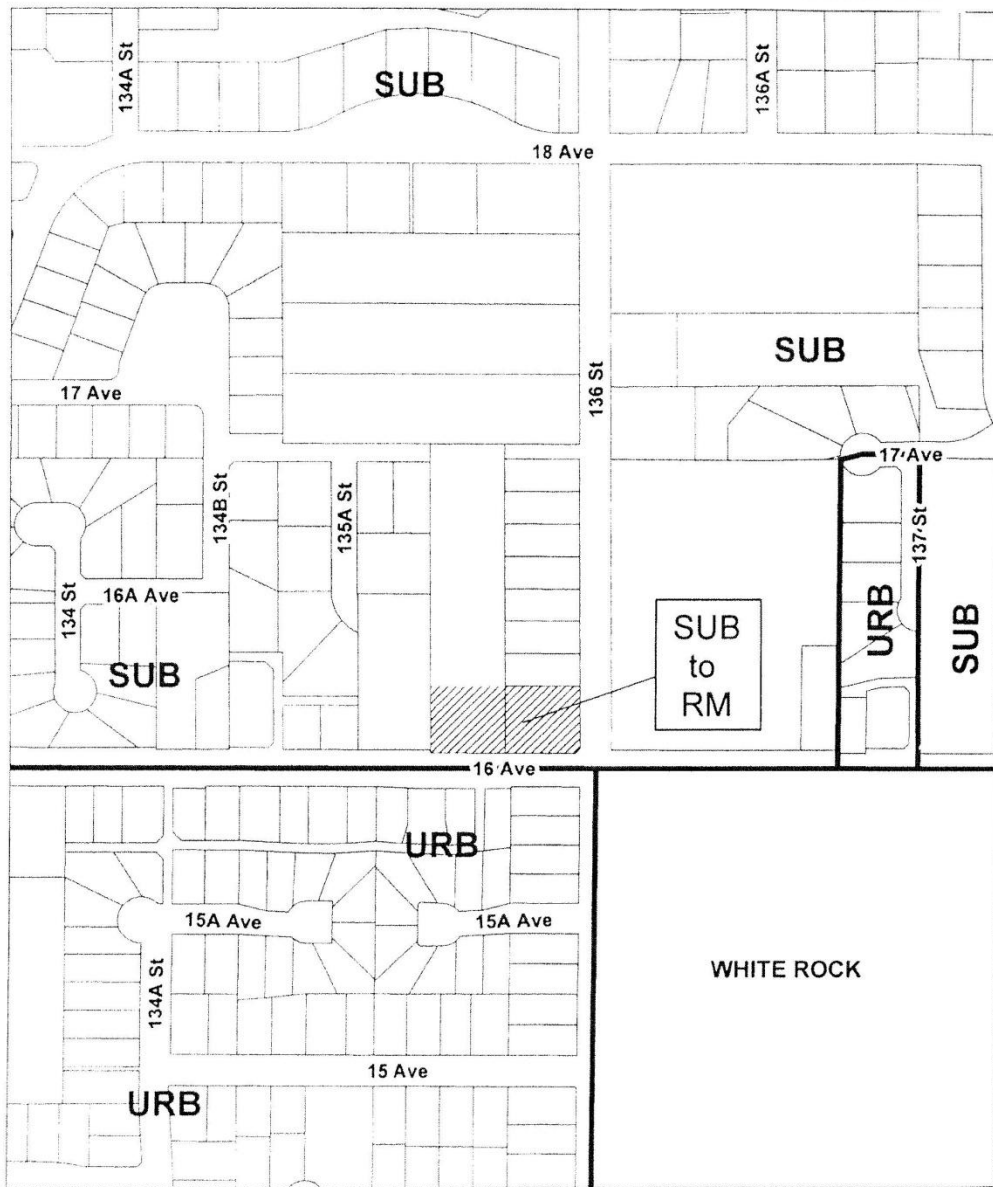 134A St
SUB
136A St
18 Ave
SUB
136 St
17 Ave
17 Ave
134B St
135A St
137 St
134 St
16A Ave
URB
SUB
SUB
to
RM
SUB
16 Ave
URB
15A Ave
15A Ave
WHITE ROCK
134A St
15 Ave
URB